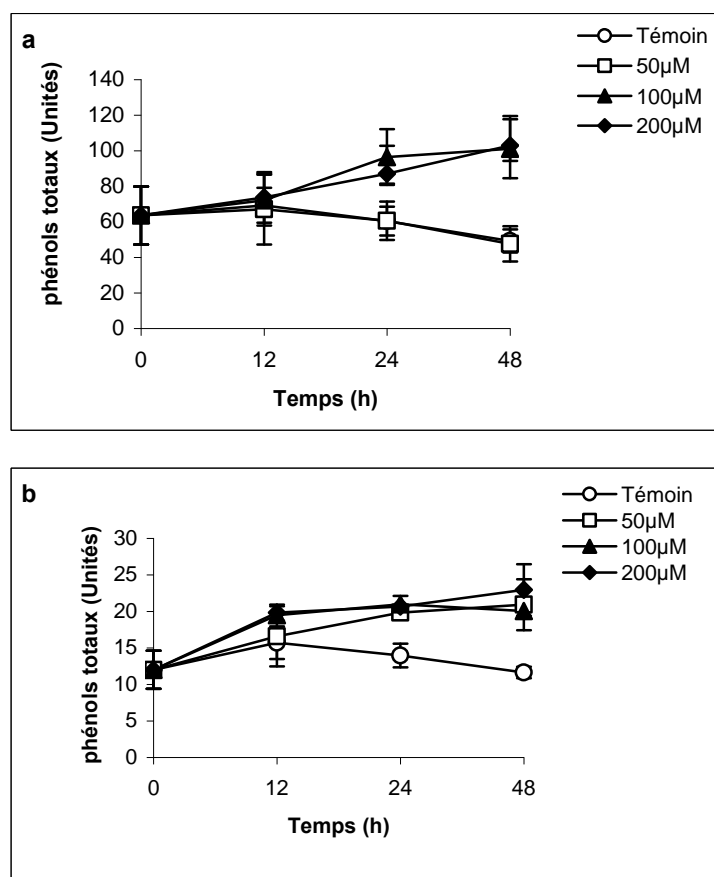 a
Témoin
50µM
100µM
200µM
phénols totaux (Unités)
140
120
100
80
60
40
20
0
0 12 24 48
Temps (h)
b
Témoin
50µM
100µM
200µM
phénols totaux (Unités)
30
25
20
15
10
5
0
0 12 24 48
Temps (h)